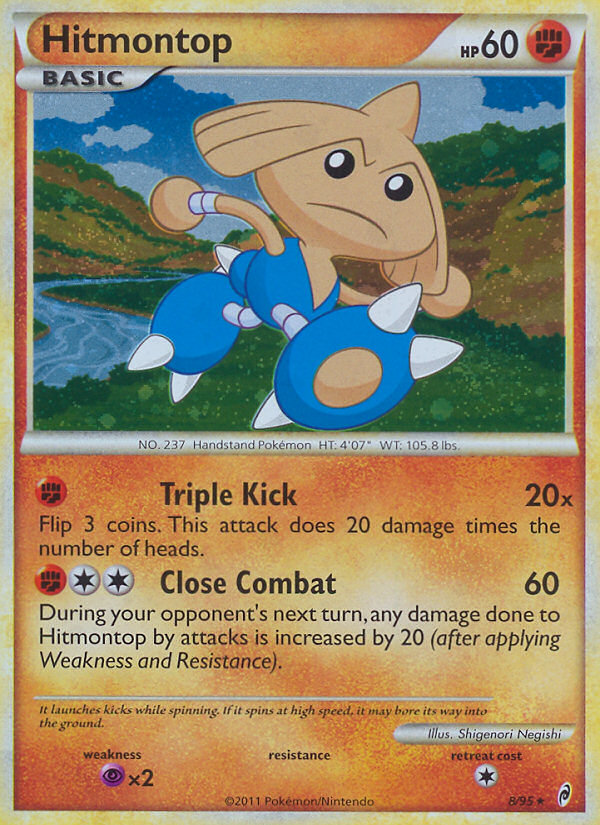 Hitmontop
HP 60
BASIC
NO. 237 Handstand Pokémon HT: 4'07" WT: 105.8 lbs.
Triple Kick 20x
Flip 3 coins. This attack does 20 damage times the
number of heads.
Close Combat 60
During your opponent's next turn, any damage done to
Hitmontop by attacks is increased by 20 (after applying
Weakness and Resistance).
It launches kicks while spinning. If it spins at high speed, it may bore its way into
the ground.
Illus. Shigenori Negishi
weakness resistance retreat cost
×2
©2011 Pokémon/Nintendo 8/95 ★